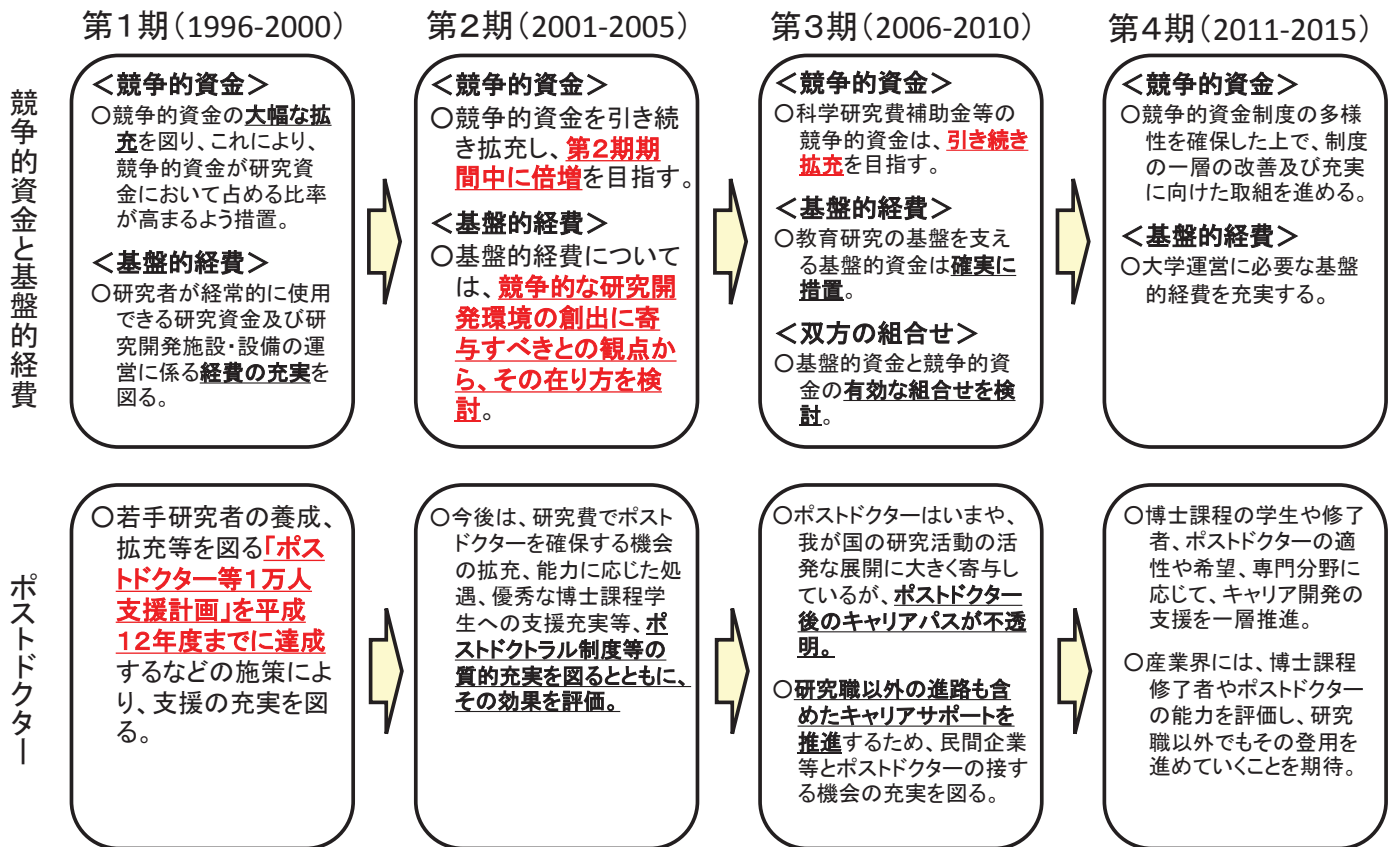 第1期(1996-2000)
第2期(2001-2005)
第3期(2006-2010)
第4期(2011-2015)
競争的資金と基盤的経費
＜競争的資金＞
○競争的資金の大幅な拡
充を図り、これにより、
競争的資金が研究資
金において占める比率
が高まるよう措置。
＜基盤的経費＞
○研究者が経常的に使用
できる研究資金及び研
究開発施設・設備の運
営に係る経費の充実を
図る。
＜競争的資金＞
○競争的資金を引き続
き拡充し、第２期期
間中に倍増を目指す。
＜基盤的経費＞
○基盤的経費について
は、競争的な研究開
発環境の創出に寄
与すべきとの観点か
ら、その在り方を検
討。
＜競争的資金＞
○科学研究費補助金等の
競争的資金は、引き続き
拡充を目指す。
＜基盤的経費＞
○教育研究の基盤を支え
る基盤的資金は確実に
措置。
＜双方の組合せ＞
○基盤的資金と競争的資
金の有効な組合せを検
討。
＜競争的資金＞
○競争的資金制度の多様
性を確保した上で、制度
の一層の改善及び充実
に向けた取組を進める。
＜基盤的経費＞
○大学運営に必要な基盤
的経費を充実する。
ポストドクター
○若手研究者の養成、
拡充等を図る「ポス
トドクター等１万人
支援計画」を平成
１２年度までに達成
するなどの施策によ
り、支援の充実を図
る。
○今後は、研究費でポスト
ドクターを確保する機会
の拡充、能力に応じた処
遇、優秀な博士課程学
生への支援充実等、ポ
ストドクトラル制度等の
質的充実を図るとともに、
その効果を評価。
○ポストドクターはいまや、
我が国の研究活動の活
発な展開に大きく寄与し
ているが、ポストドクター
後のキャリアパスが不透
明。
○研究職以外の進路も含
めたキャリアサポートを
推進するため、民間企業
等とポストドクターの接す
る機会の充実を図る。
○博士課程の学生や修了
者、ポストドクターの適
性や希望、専門分野に
応じて、キャリア開発の
支援を一層推進。
○産業界には、博士課程
修了者やポストドクター
の能力を評価し、研究
職以外でもその登用を
進めていくことを期待。